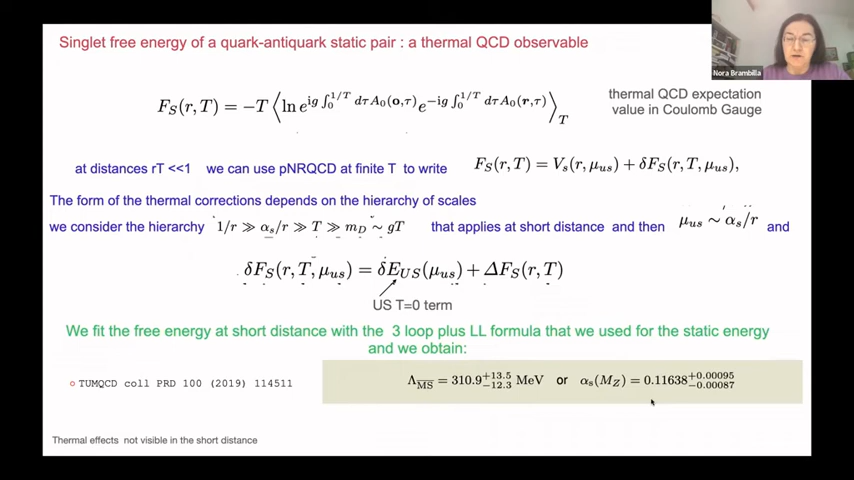 Singlet free energy of a quark-antiquark static pair : a thermal QCD observable
Nora Brambilla
F_S(r, T) = −T ⟨ ln e^{ig ∫_0^{1/T} dτ A_0(o,τ)} e^{−ig ∫_0^{1/T} dτ A_0(r,τ)} ⟩_T
thermal QCD expectation
value in Coulomb Gauge
at distances rT <<1 we can use pNRQCD at finite T to write F_S(r, T) = V_s(r, μ_us) + δF_S(r, T, μ_us),
The form of the thermal corrections depends on the hierarchy of scales
we consider the hierarchy 1/r ≫ α_s/r ≫ T ≫ m_D ∼ gT that applies at short distance and then μ_us ∼ α_s/r and
δF_S(r, T, μ_us) = δE_US(μ_us) + ΔF_S(r, T)
US T=0 term
We fit the free energy at short distance with the 3 loop plus LL formula that we used for the static energy
and we obtain:
TUMQCD coll PRD 100 (2019) 114511
Λ_{\overline{MS}} = 310.9^{+13.5}_{−12.3} MeV or α_s(M_Z) = 0.11638^{+0.00095}_{−0.00087}
Thermal effects not visible in the short distance